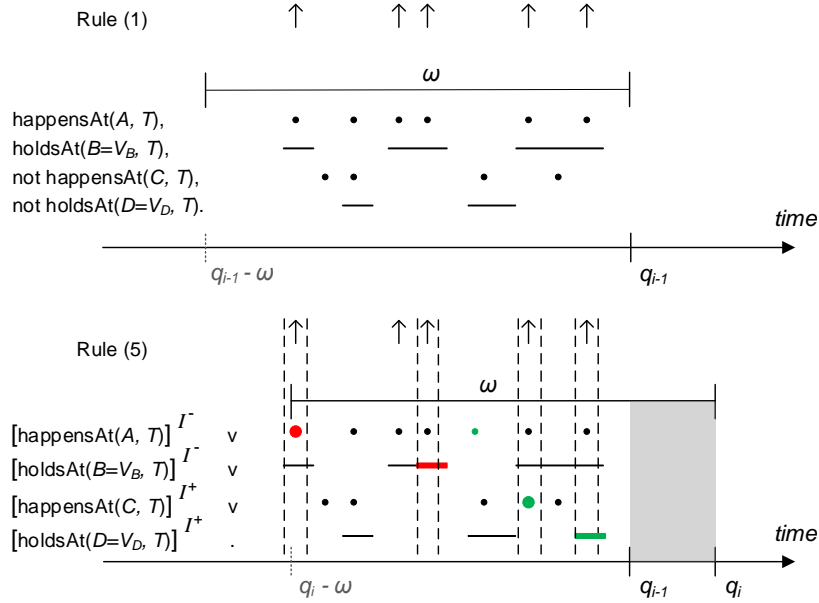 Rule (1)
ω
happensAt(A, T),
holdsAt(B=V_B, T),
not happensAt(C, T),
not holdsAt(D=V_D, T).
time
q_{i-1} - ω
q_{i-1}
Rule (5)
ω
[happensAt(A, T)] I^- v
[holdsAt(B=V_B, T)] I^- v
[happensAt(C, T)] I^+ v
[holdsAt(D=V_D, T)] I^+ .
time
q_i - ω
q_{i-1}
q_i